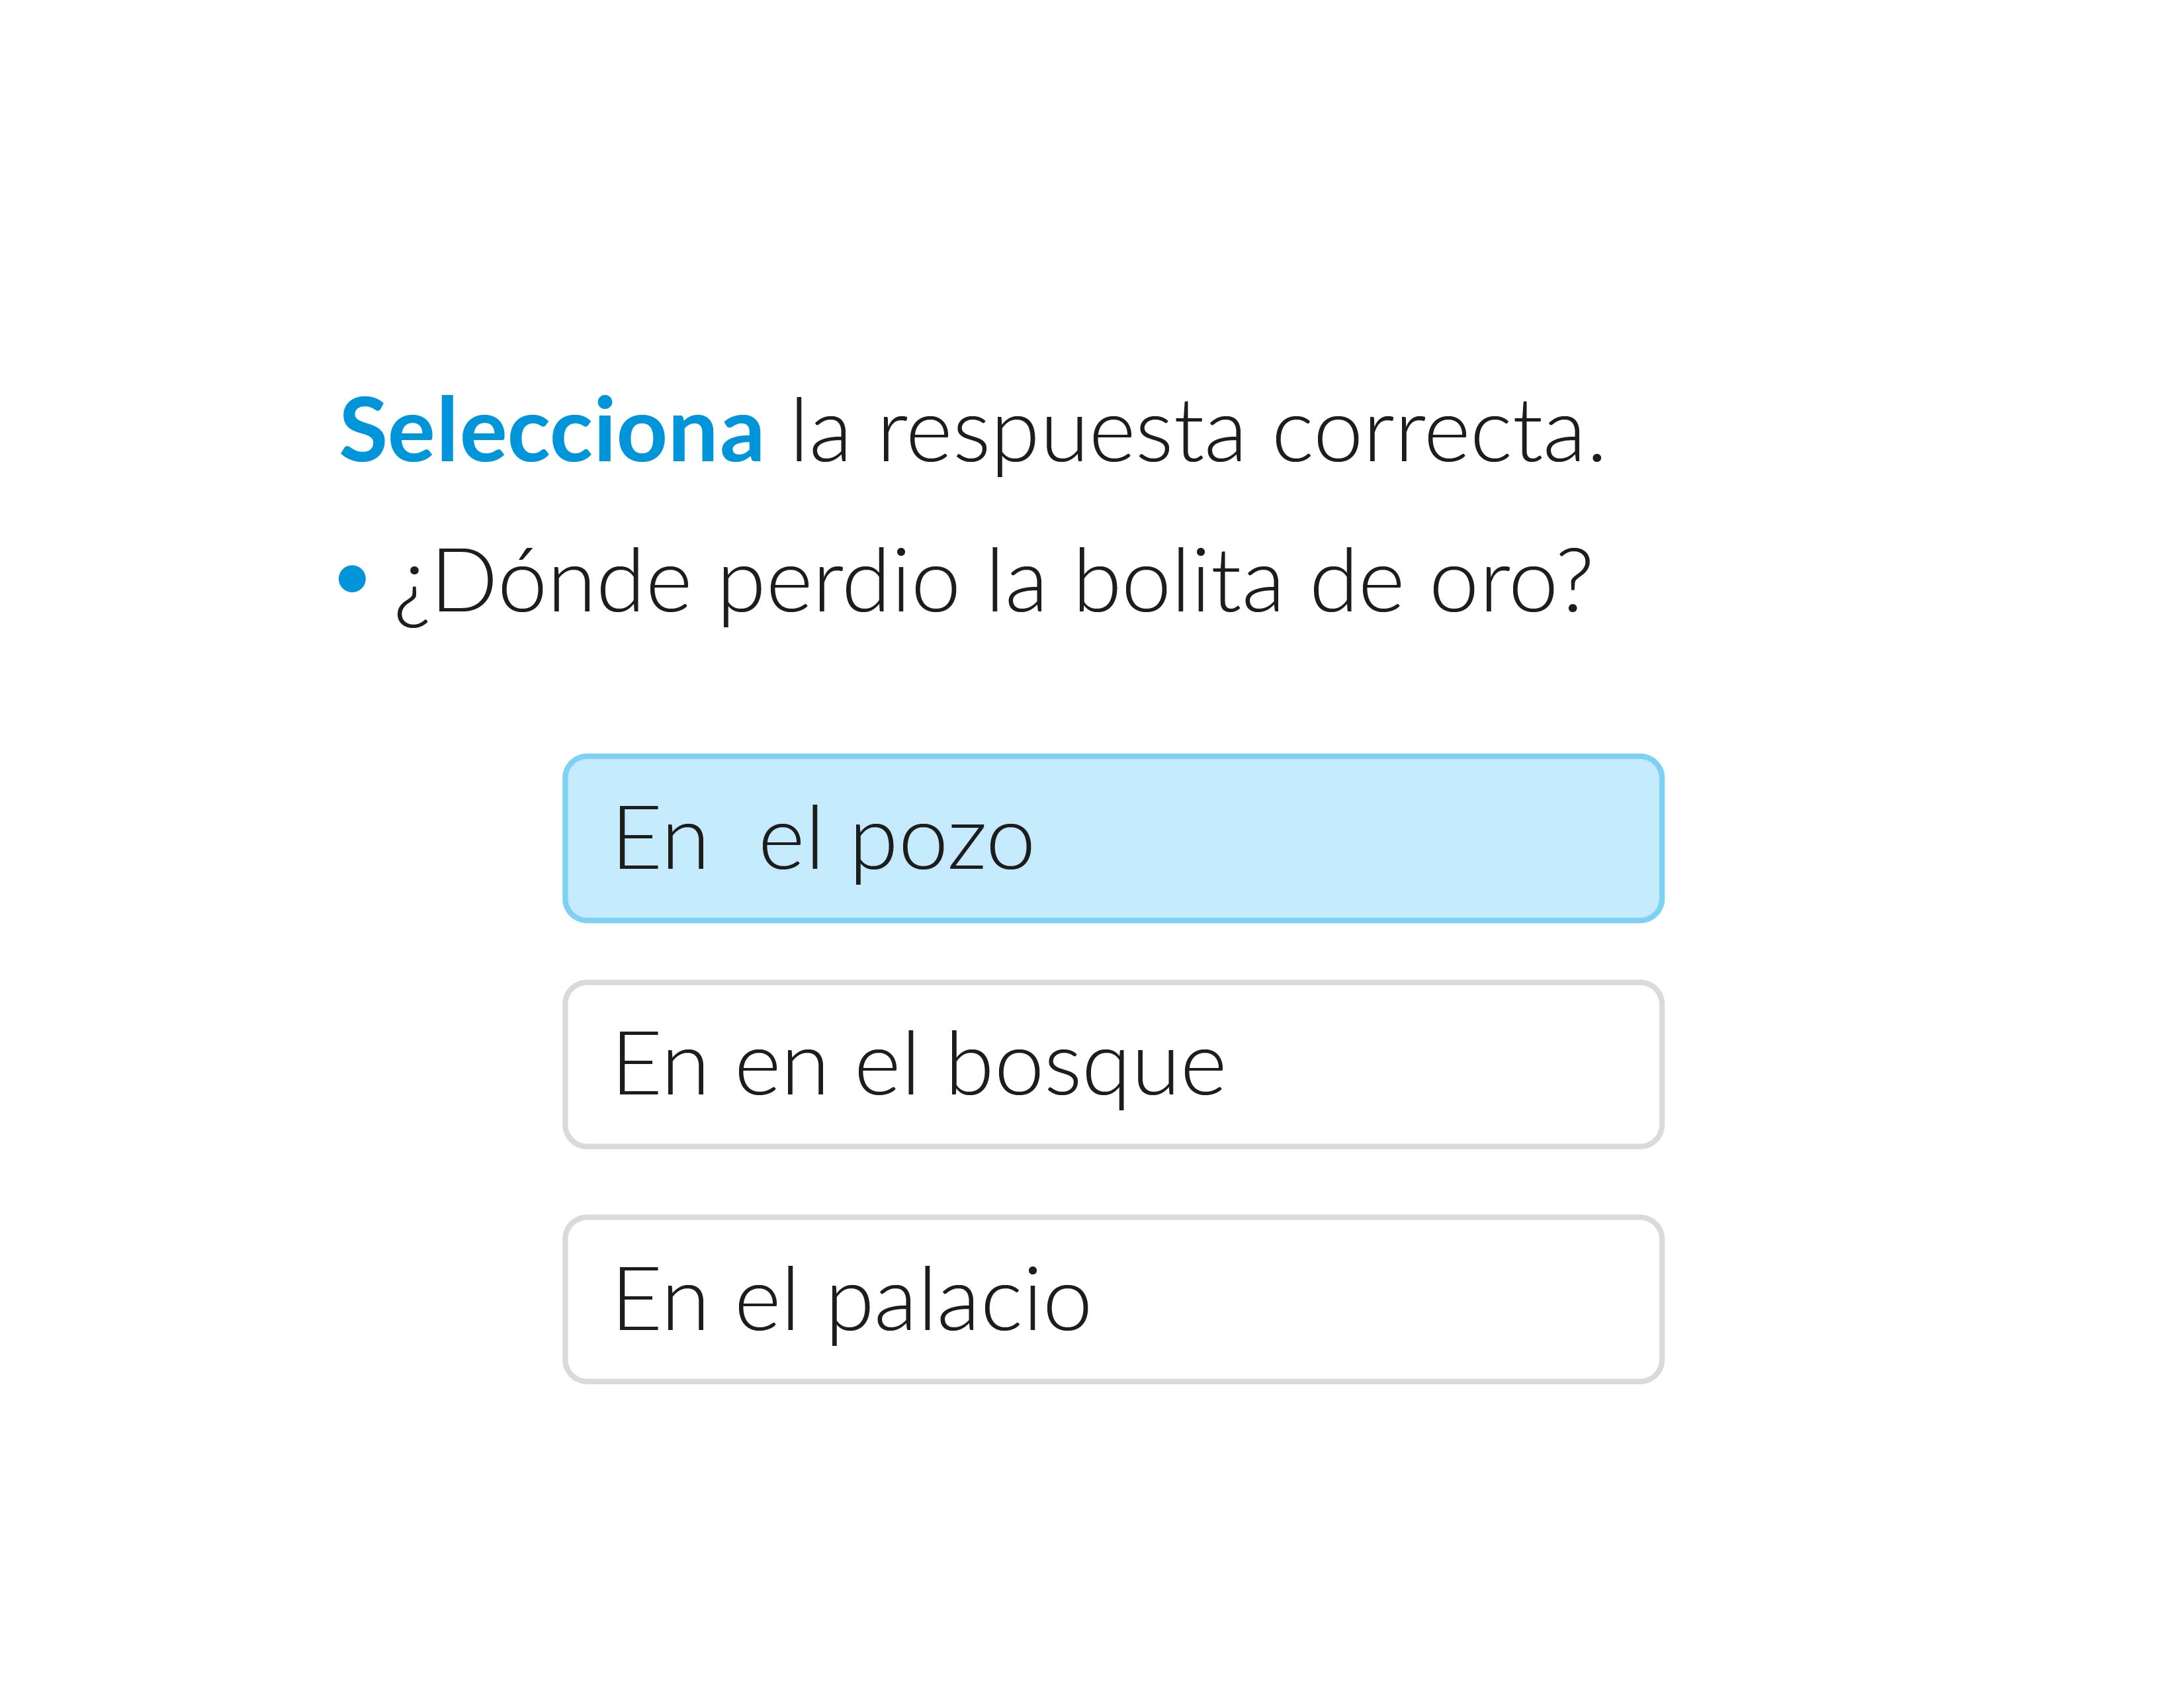 Selecciona la respuesta correcta.
• ¿Dónde perdio la bolita de oro?
En  el pozo
En en el bosque
En el palacio